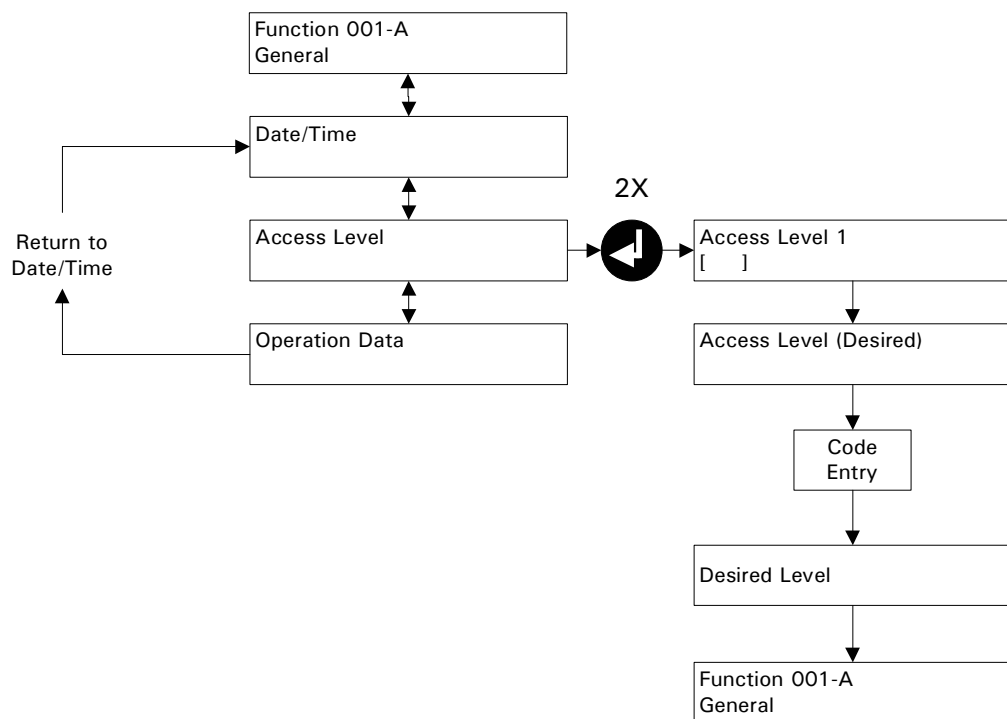 Function 001-A
General
Date/Time
2X
Return to
Date/Time
Access Level
Access Level 1
[ ]
Operation Data
Access Level (Desired)
Code
Entry
Desired Level
Function 001-A
General